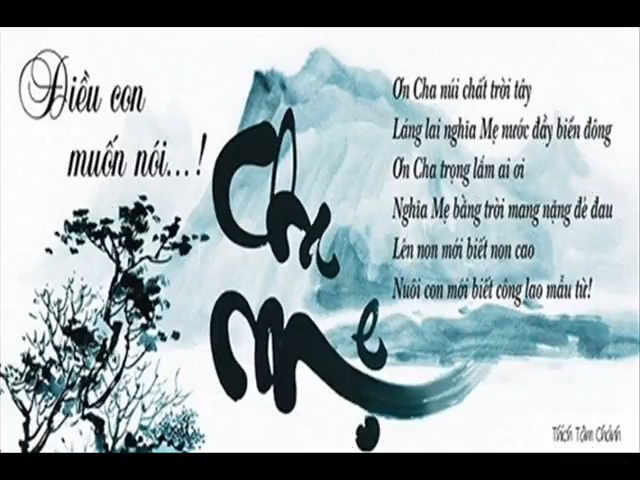 Điều con
muốn nói...!
Cha
Mẹ
Ơn Cha núi chất trời tây
Láng lai nghĩa Mẹ nước đầy biển đông
Ơn Cha trọng lắm ai ơi
Nghĩa Mẹ bằng trời mang nặng đẻ đau
Lên non mới biết non cao
Nuôi con mới biết công lao mẫu từ!
Thích Tâm Chánh